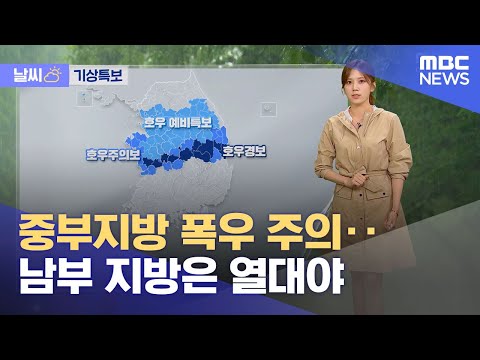 날씨 기상특보
MBC
NEWS
호우 예비특보
호우주의보
호우경보
중부지방 폭우 주의‥
남부 지방은 열대야